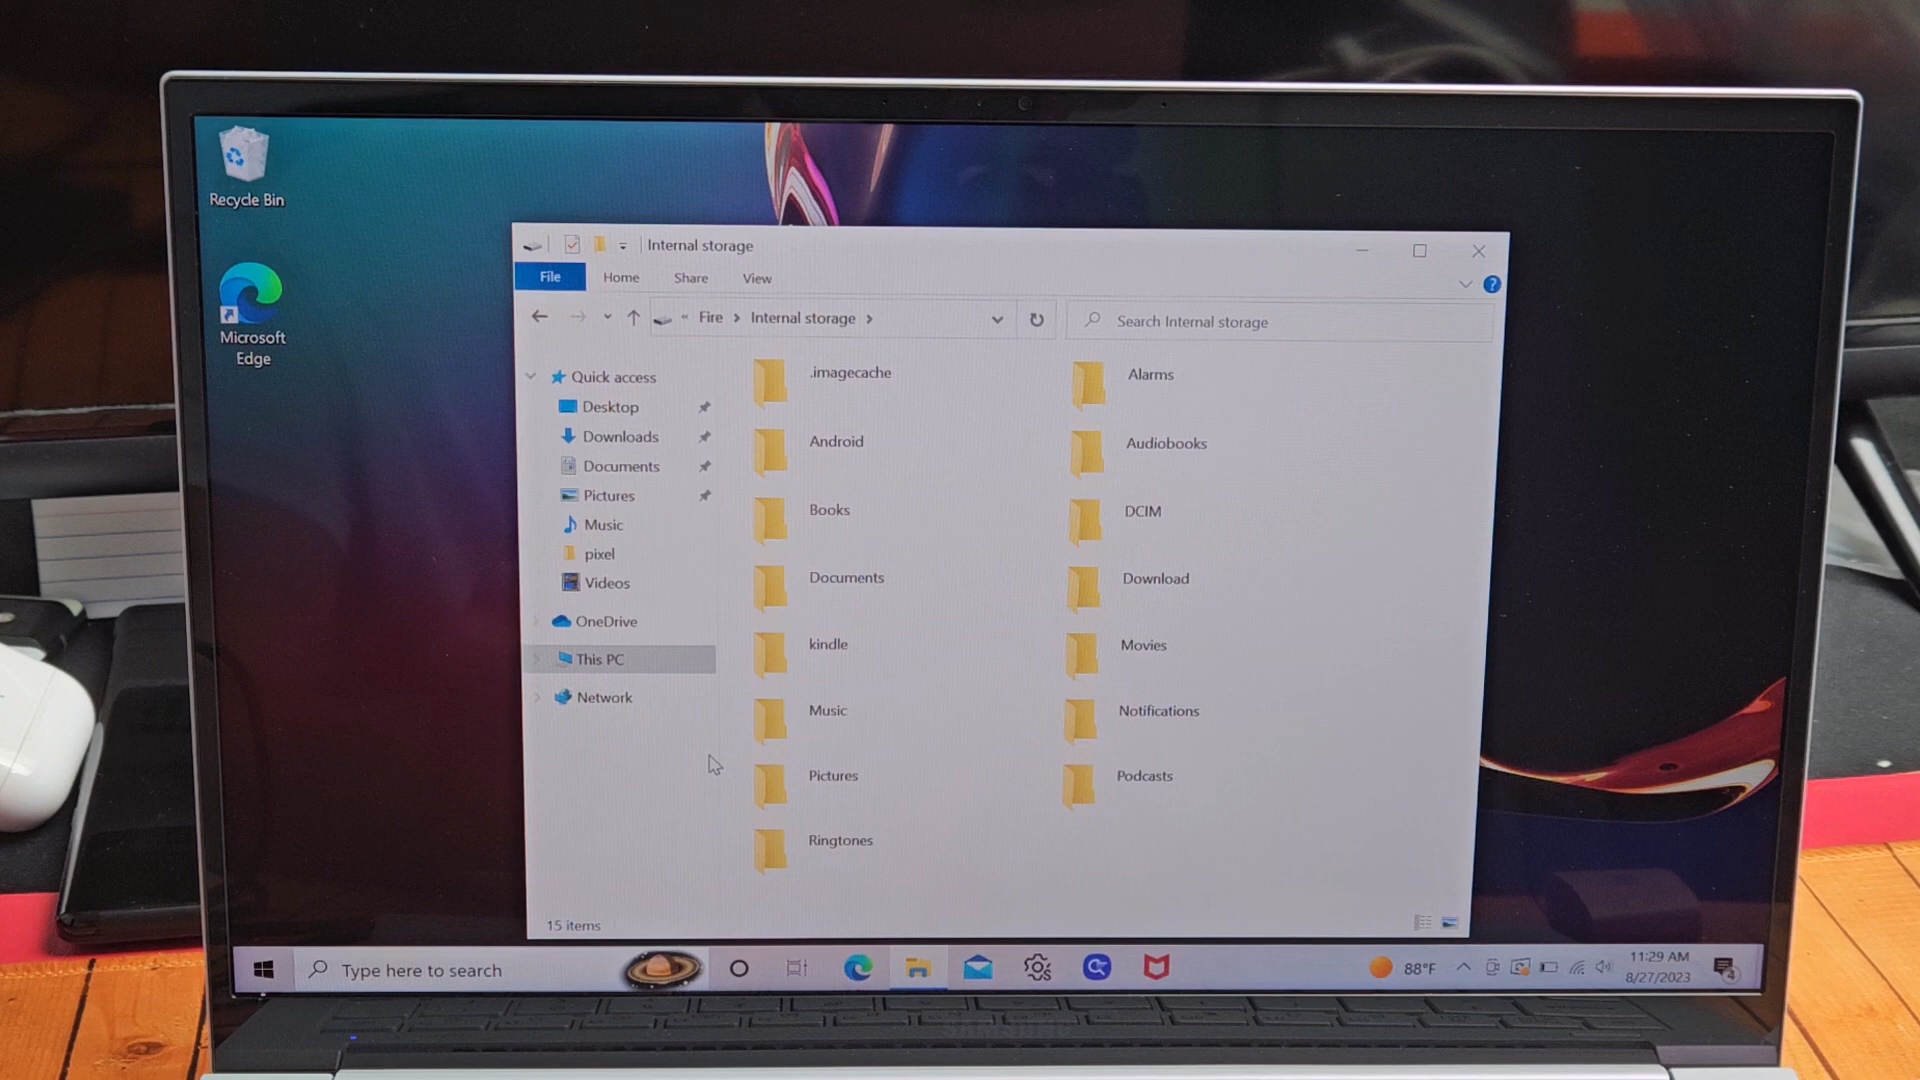 Recycle Bin
Microsoft
Edge
Internal storage
File Home Share View
?
« Fire > Internal storage >
Search Internal storage
Quick access
Desktop
Downloads
Documents
Pictures
Music
pixel
Videos
OneDrive
This PC
Network
.imagecache
Alarms
Android
Audiobooks
Books
DCIM
Documents
Download
kindle
Movies
Music
Notifications
Pictures
Podcasts
Ringtones
15 items
Type here to search
88°F
11:29 AM
8/27/2023
4
SAMSUNG